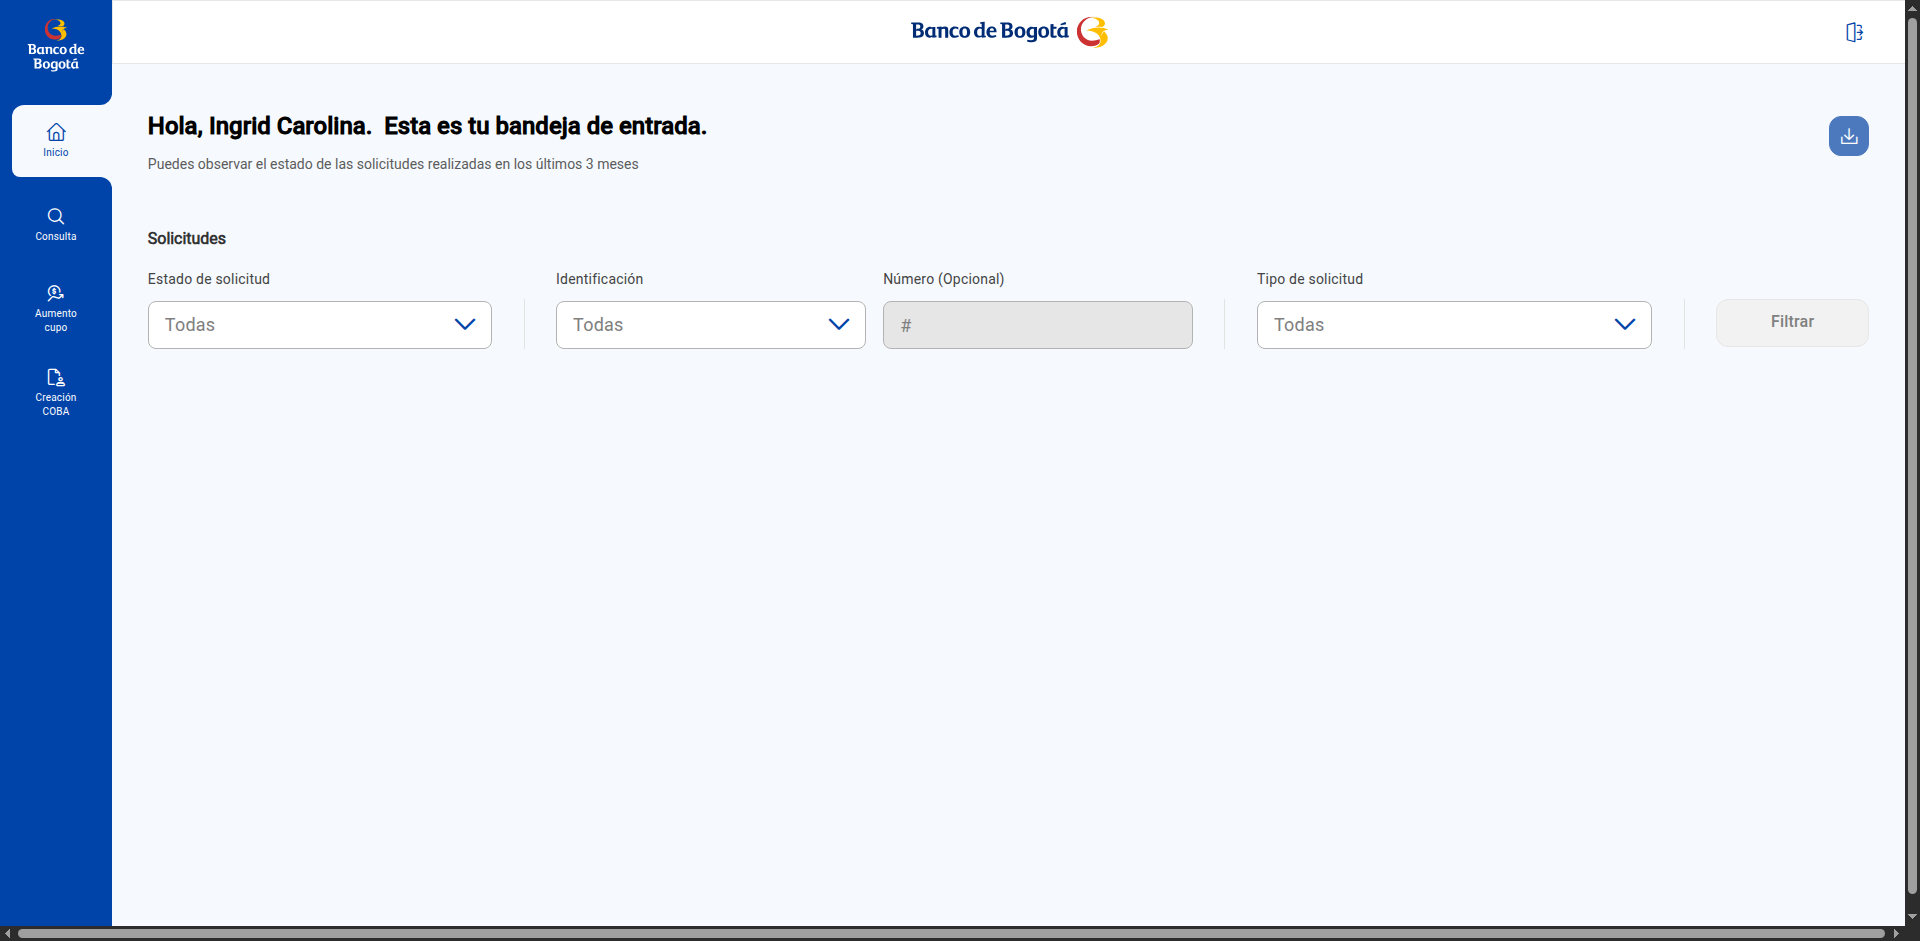 Banco de
Bogotá
Banco de Bogotá
Inicio
Consulta
Aumento
cupo
Creación
COBA
Hola, Ingrid Carolina.  Esta es tu bandeja de entrada.
Puedes observar el estado de las solicitudes realizadas en los últimos 3 meses
Solicitudes
Estado de solicitud
Identificación
Número (Opcional)
Tipo de solicitud
Todas
Todas
#
Todas
Filtrar